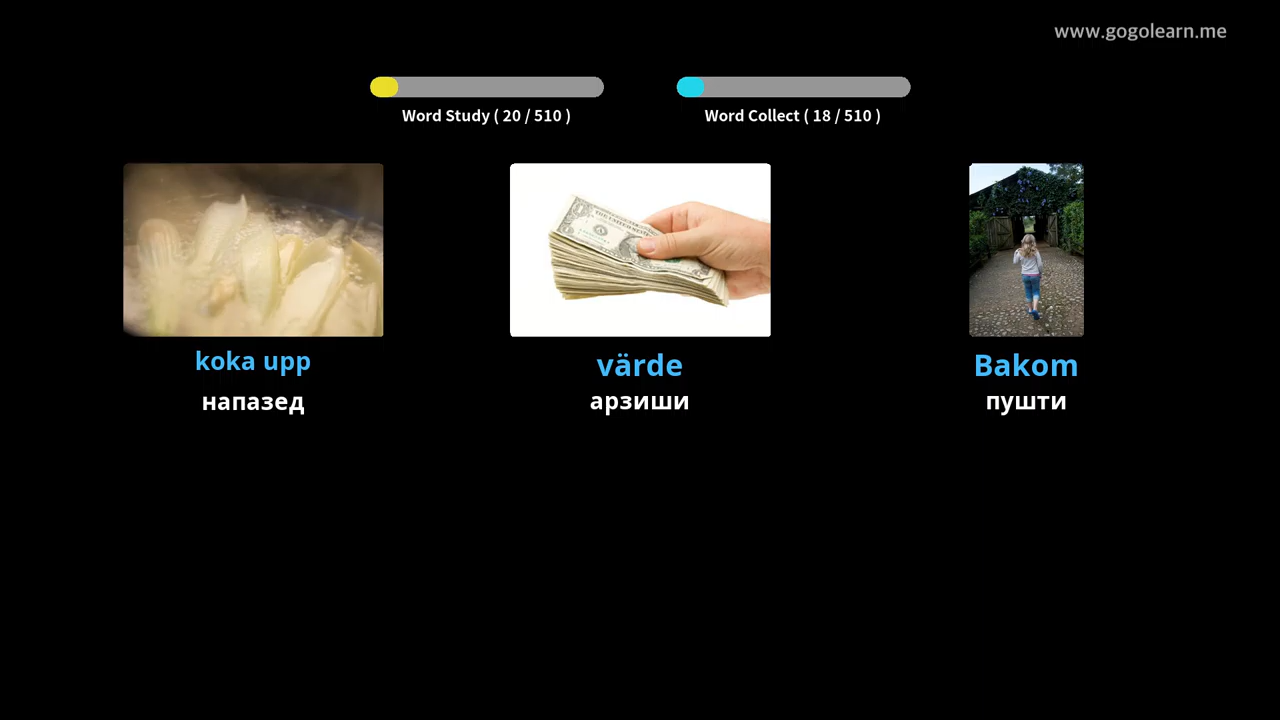 www.gogolearn.me
Word Study ( 20 / 510 )
Word Collect ( 18 / 510 )
koka upp
värde
Bakom
напазед
арзиши
пушти